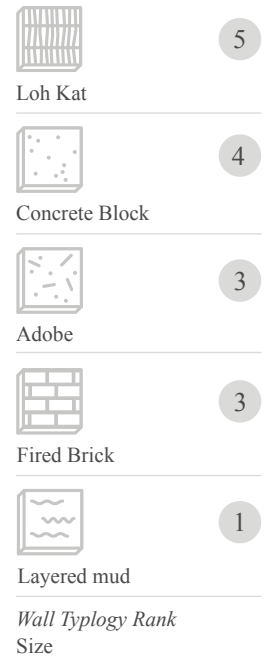 5
Loh Kat
4
Concrete Block
3
Adobe
3
Fired Brick
1
Layered mud
Wall Typlogy Rank
Size